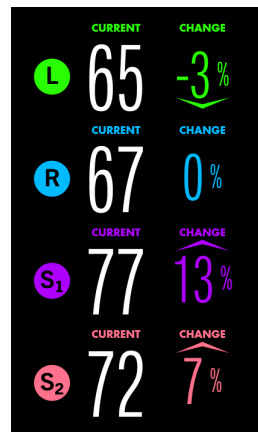 CURRENT CHANGE
L 65 -3%
CURRENT CHANGE
R 67 0%
CURRENT CHANGE
S₁ 77 13%
CURRENT CHANGE
S₂ 72 7%